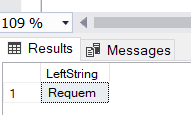 109 %
Results Messages
LeftString
1 Requem